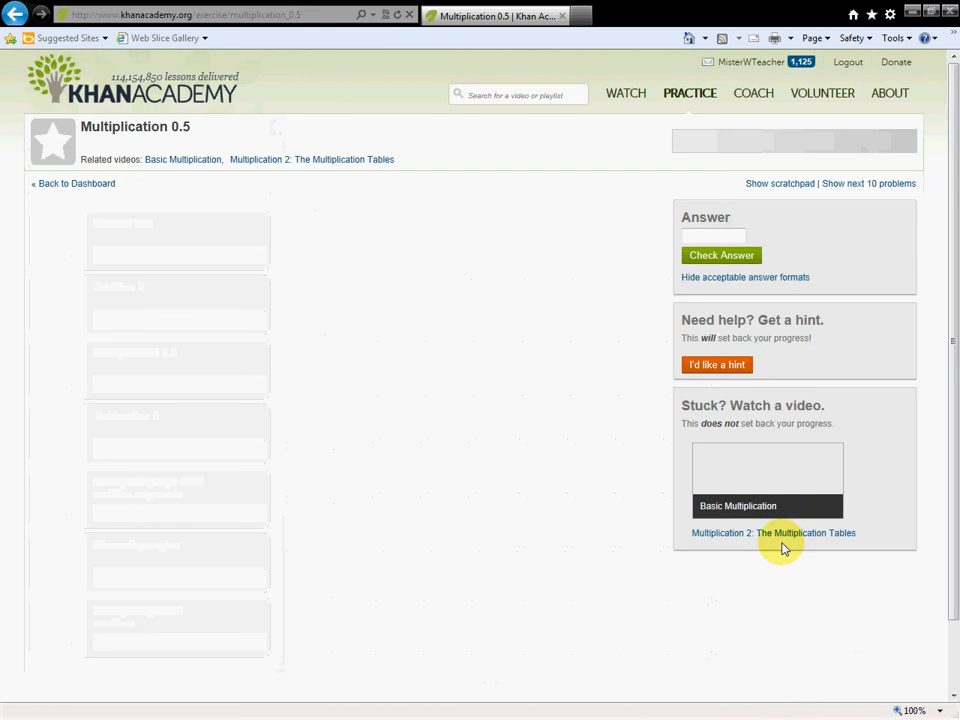 http://www.khanacademy.org/exercise/multiplication_0.5
Multiplication 0.5 | Khan Ac...
Suggested Sites
Web Slice Gallery
Page
Safety
Tools
MisterWTeacher 1,125 Logout Donate
114,154,850 lessons delivered
KHANACADEMY
Search for a video or playlist
WATCH PRACTICE COACH VOLUNTEER ABOUT
Multiplication 0.5
Related videos: Basic Multiplication, Multiplication 2: The Multiplication Tables
« Back to Dashboard
Show scratchpad | Show next 10 problems
Answer
Check Answer
Hide acceptable answer formats
Need help? Get a hint.
This will set back your progress!
I'd like a hint
Stuck? Watch a video.
This does not set back your progress.
Basic Multiplication
Multiplication 2: The Multiplication Tables
100%